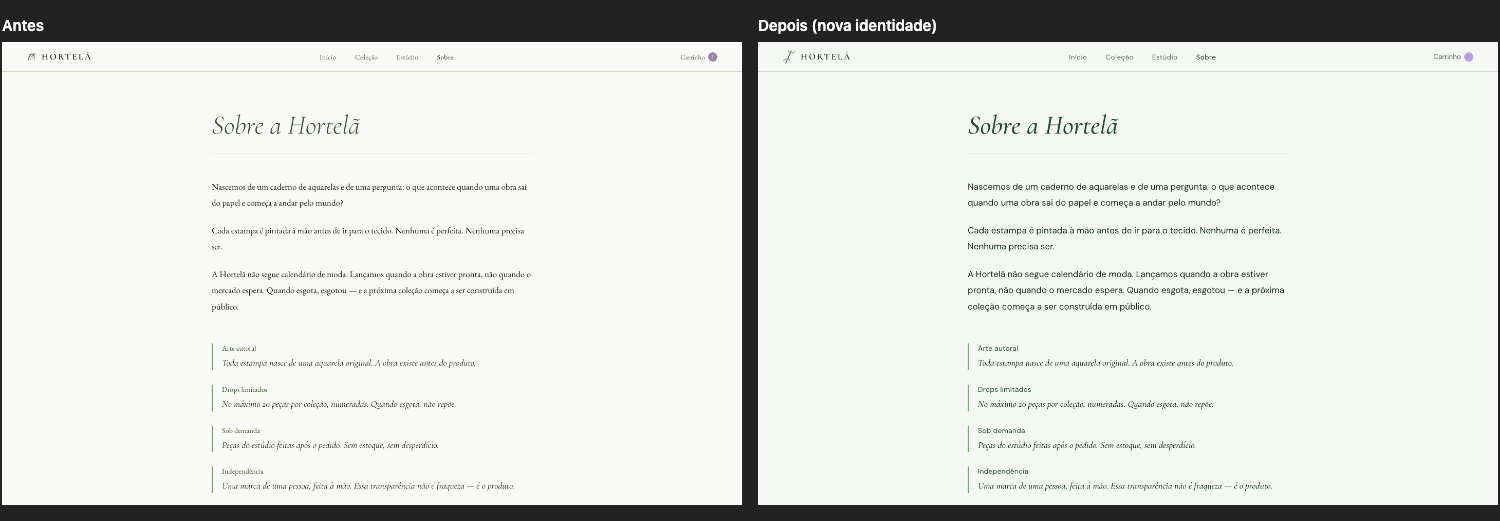 Antes
HORTELÃ
Início Coleção Estúdio Sobre
Carrinho
Sobre a Hortelã
Nascemos de um caderno de aquarelas e de uma pergunta: o que acontece quando uma obra sai
do papel e começa a andar pelo mundo?
Cada estampa é pintada à mão antes de ir para o tecido. Nenhuma é perfeita. Nenhuma precisa
ser.
A Hortelã não segue calendário de moda. Lançamos quando a obra estiver pronta, não quando o
mercado espera. Quando esgota, esgotou — e a próxima coleção começa a ser construída em
público.
Arte autoral
Toda estampa nasce de uma aquarela original. A obra existe antes do produto.
Drops limitados
No máximo 20 peças por coleção, numeradas. Quando esgota, não repõe.
Sob demanda
Peças do estúdio feitas após o pedido. Sem estoque, sem desperdício.
Independência
Uma marca de uma pessoa, feita à mão. Essa transparência não é fraqueza — é o produto.
Depois (nova identidade)
HORTELÃ
Início Coleção Estúdio Sobre
Carrinho
Sobre a Hortelã
Nascemos de um caderno de aquarelas e de uma pergunta: o que acontece
quando uma obra sai do papel e começa a andar pelo mundo?
Cada estampa é pintada à mão antes de ir para o tecido. Nenhuma é perfeita.
Nenhuma precisa ser.
A Hortelã não segue calendário de moda. Lançamos quando a obra estiver
pronta, não quando o mercado espera. Quando esgota, esgotou — e a próxima
coleção começa a ser construída em público.
Arte autoral
Toda estampa nasce de uma aquarela original. A obra existe antes do produto.
Drops limitados
No máximo 20 peças por coleção, numeradas. Quando esgota, não repõe.
Sob demanda
Peças do estúdio feitas após o pedido. Sem estoque, sem desperdício.
Independência
Uma marca de uma pessoa, feita à mão. Essa transparência não é fraqueza — é o produto.